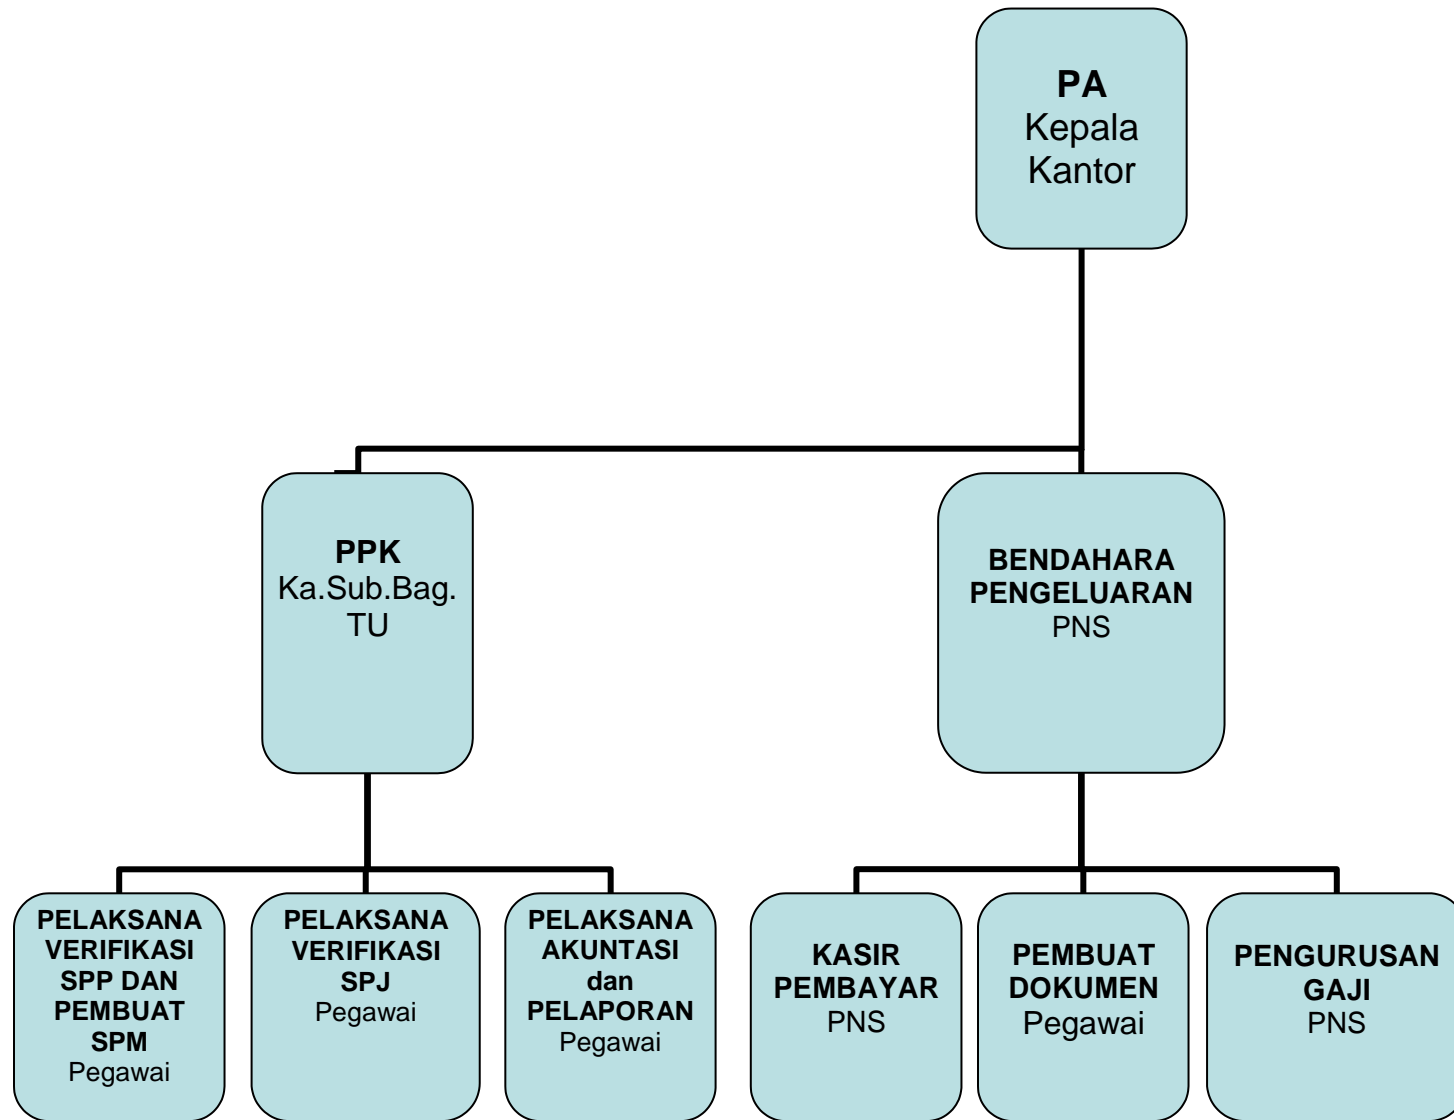 PA
Kepala
Kantor
PPK
Ka.Sub.Bag.
TU
BENDAHARA
PENGELUARAN
PNS
PELAKSANA
VERIFIKASI
SPP DAN
PEMBUAT
SPM
Pegawai
PELAKSANA
VERIFIKASI
SPJ
Pegawai
PELAKSANA
AKUNTASI
dan
PELAPORAN
Pegawai
KASIR
PEMBAYAR
PNS
PEMBUAT
DOKUMEN
Pegawai
PENGURUSAN
GAJI
PNS